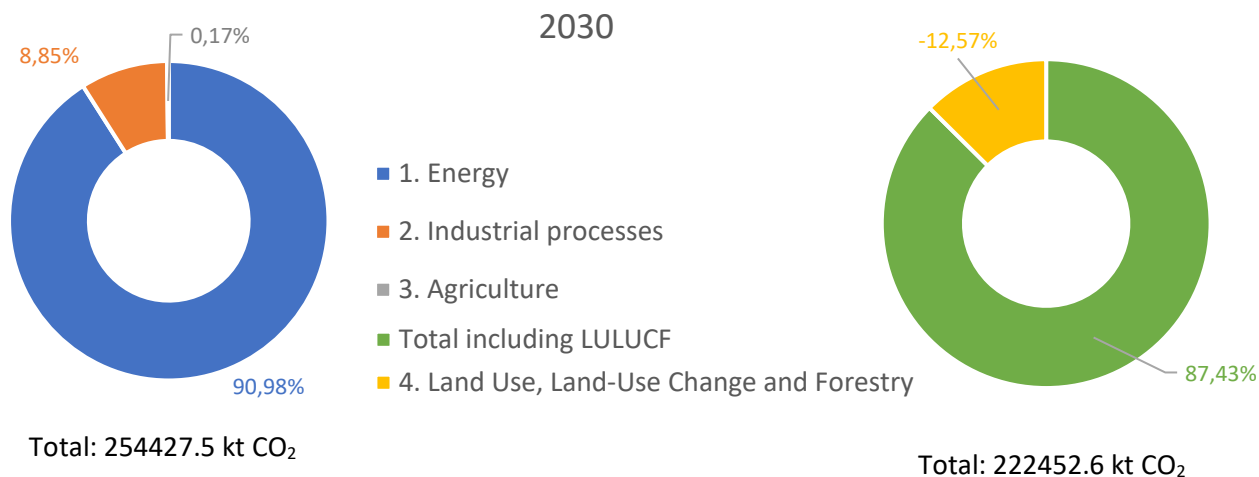 2030
8,85%
0,17%
90,98%
Total: 254427.5 kt CO₂
1. Energy
2. Industrial processes
3. Agriculture
Total including LULUCF
4. Land Use, Land-Use Change and Forestry
-12,57%
87,43%
Total: 222452.6 kt CO₂